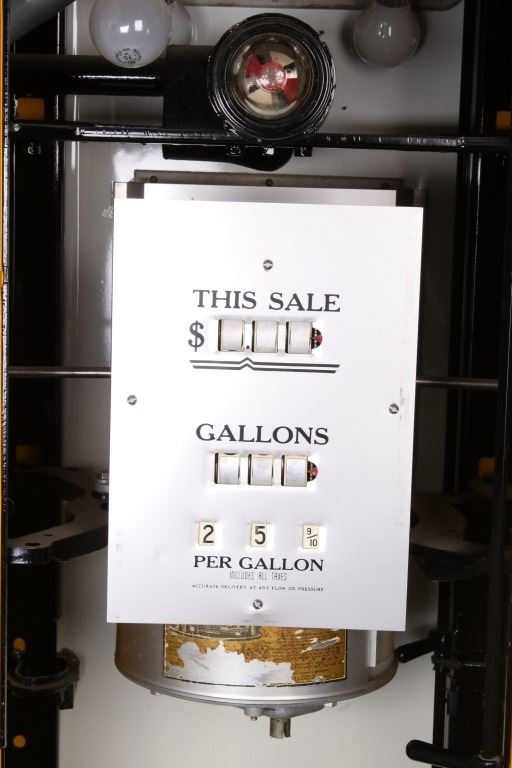 THIS SALE
$
GALLONS
2 5 9/10
PER GALLON
INCLUDES ALL TAXES
ACCURATE DELIVERY AT ANY FLOW OR PRESSURE